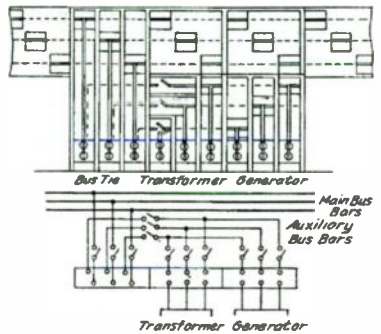 Bus Tie Transformer Generator
Main Bus
Bars
Auxiliary
Bus Bars
Transformer Generator